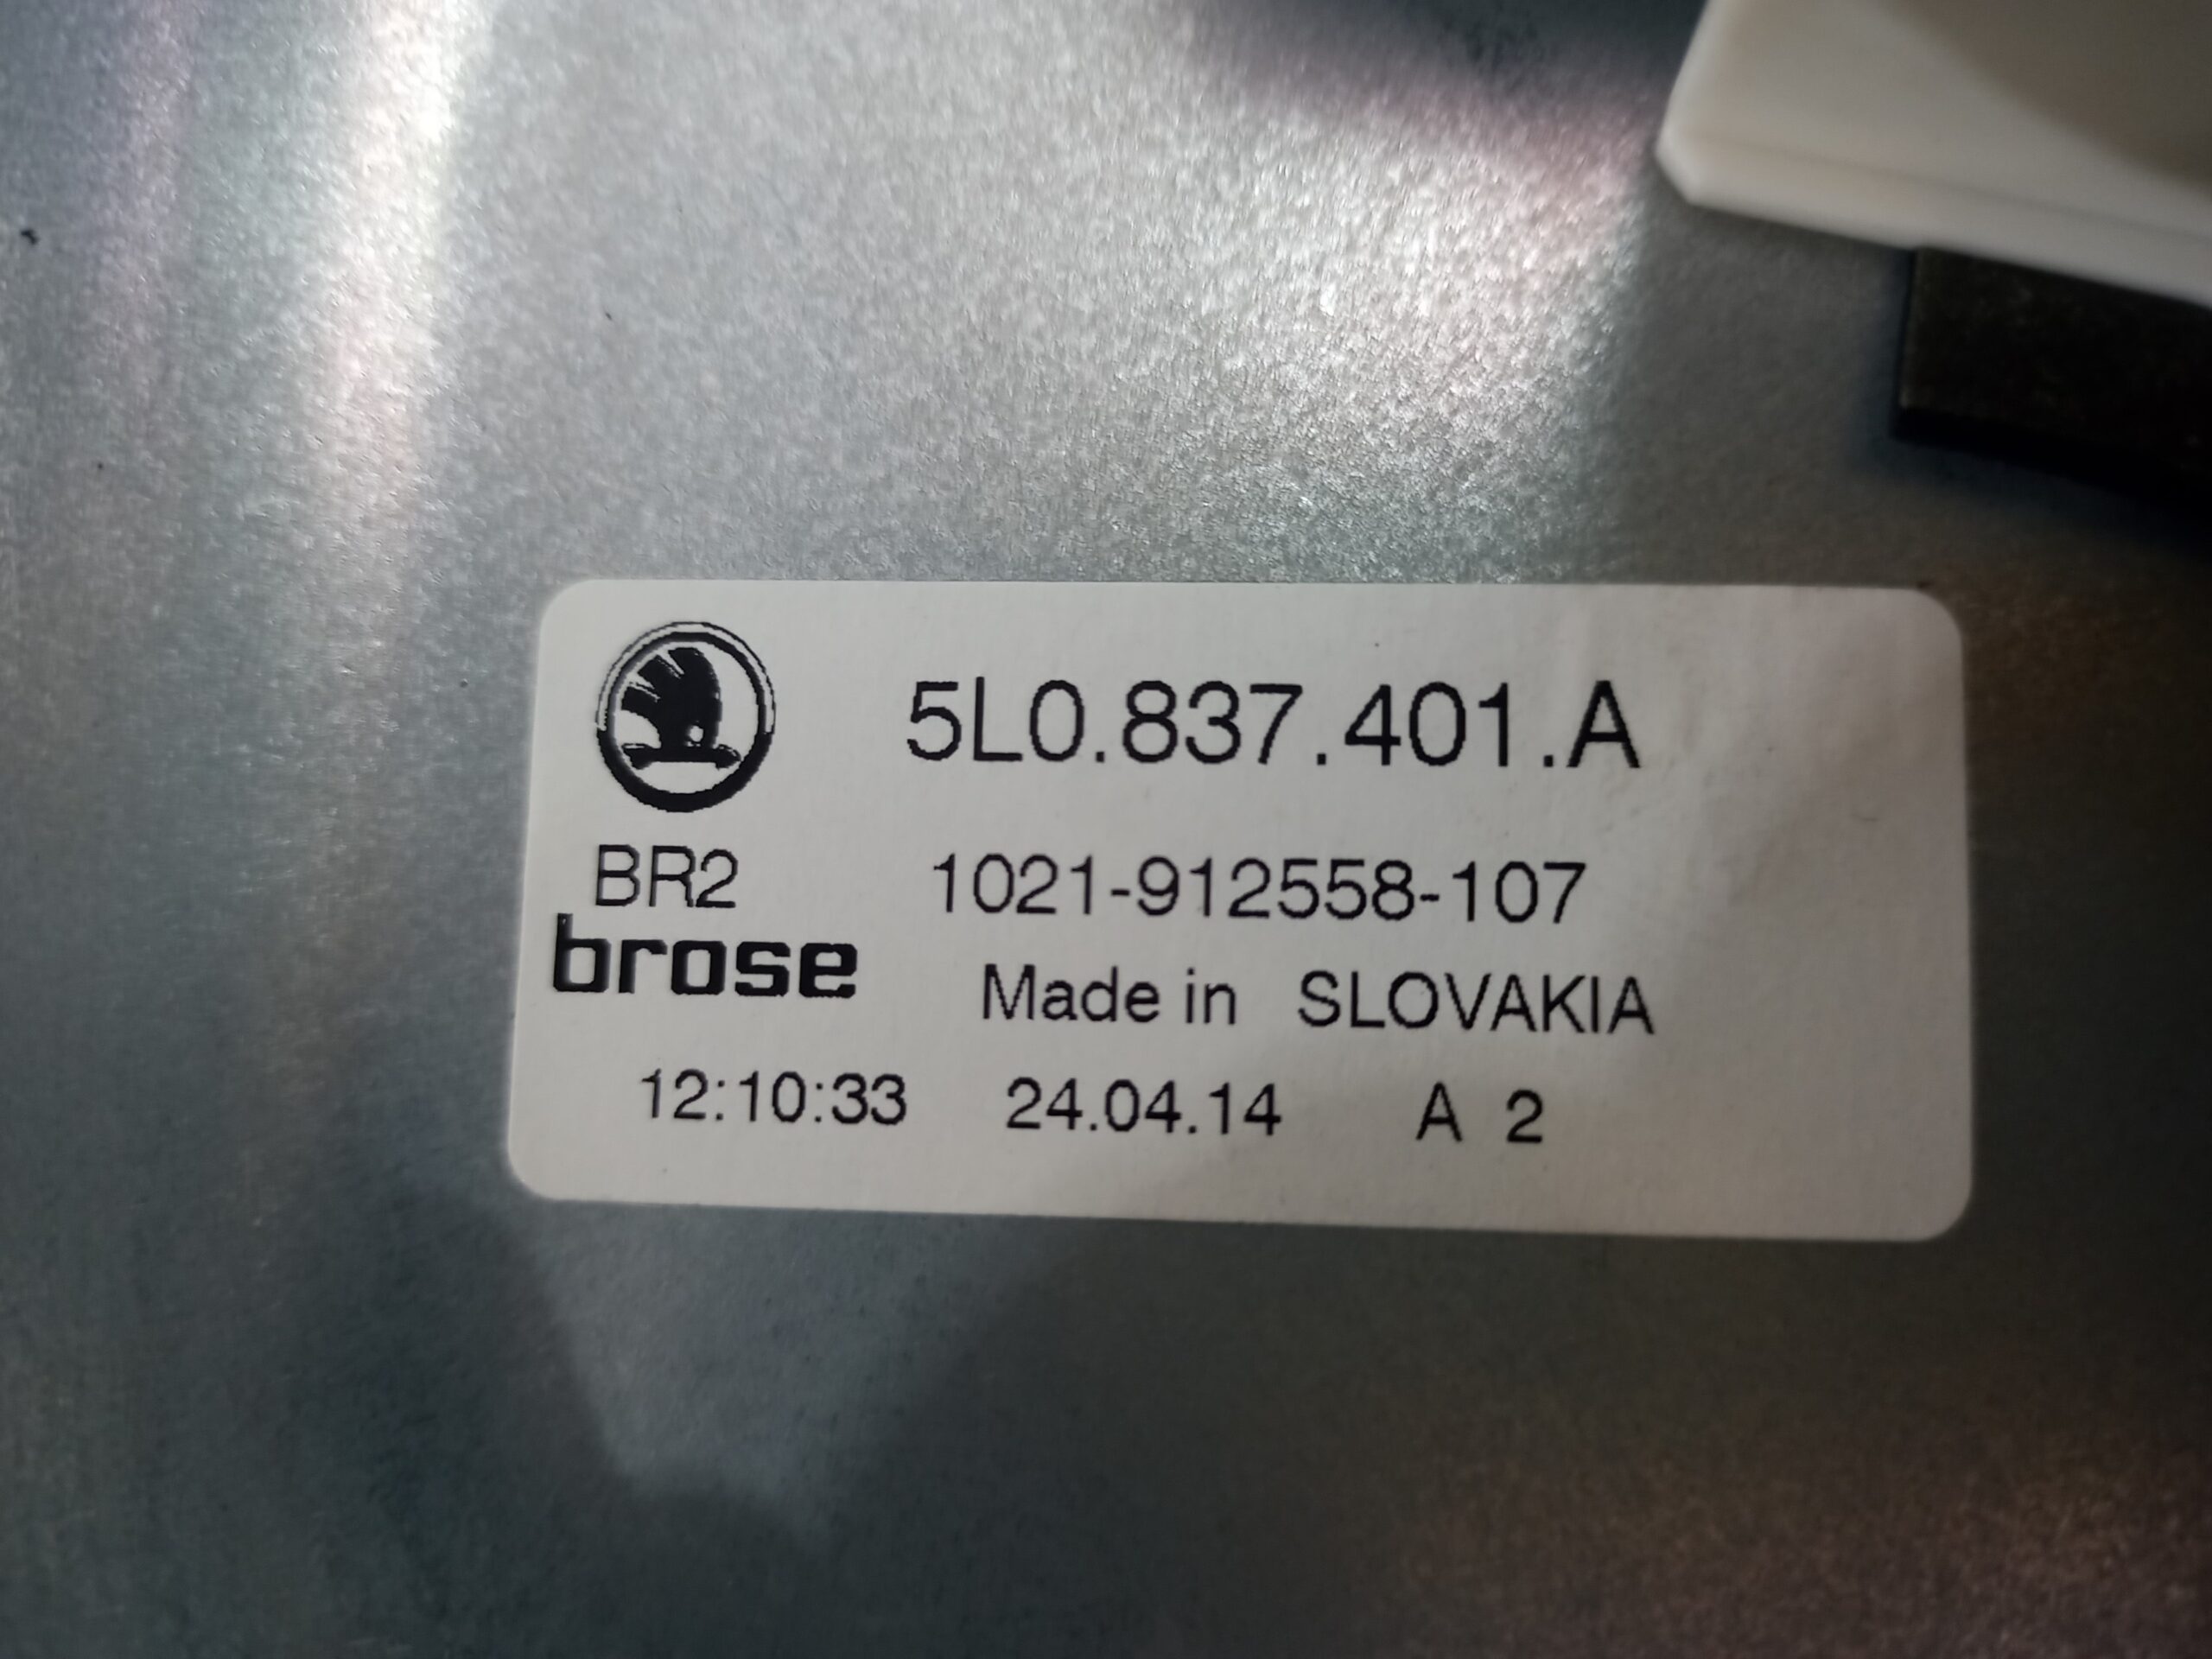 5L0.837.401.A
BR2 1021-912558-107
brose Made in SLOVAKIA
12:10:33 24.04.14 A 2